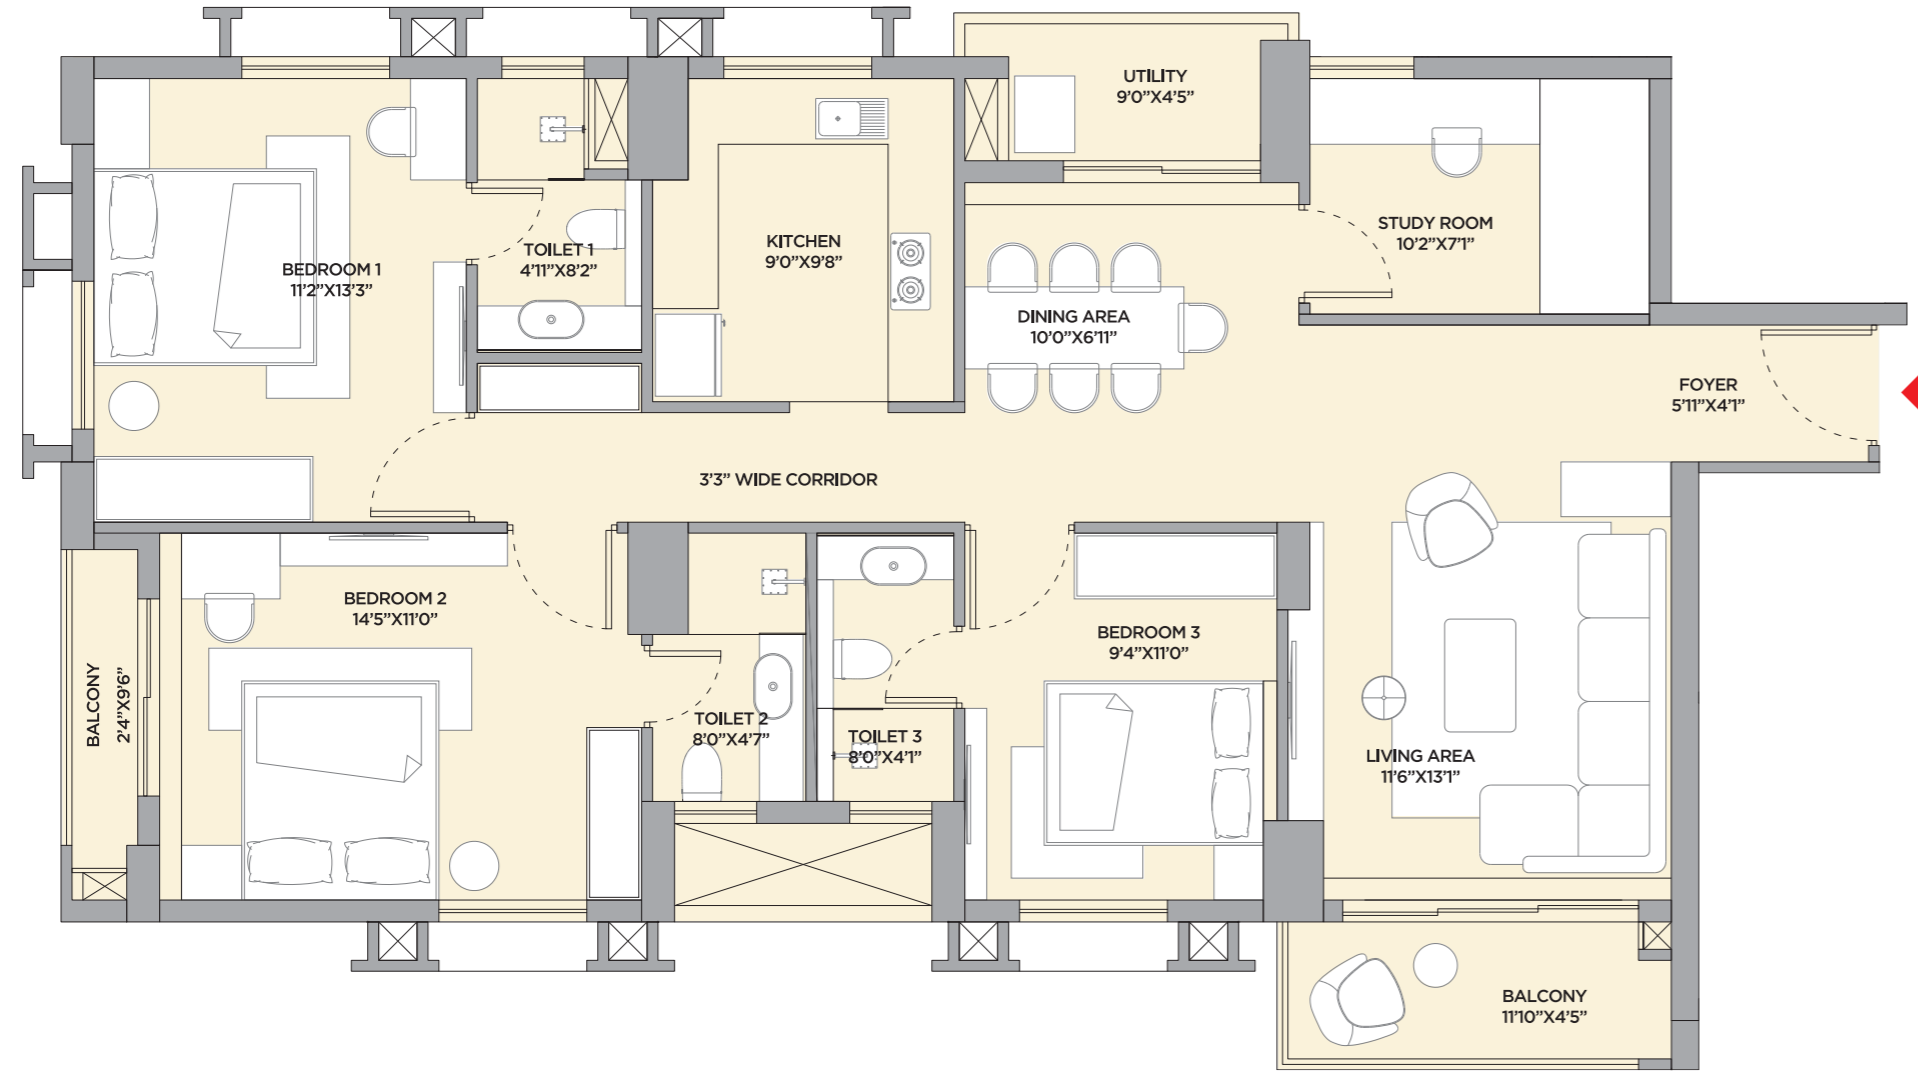 UTILITY
9'0”X4'5”
STUDY ROOM
10'2”X7'1”
KITCHEN
9'0”X9'8”
TOILET 1
4'11”X8'2”
BEDROOM 1
11'2”X13'3”
DINING AREA
10'0”X6'11”
FOYER
5'11”X4'1”
3'3” WIDE CORRIDOR
BEDROOM 2
14'5”X11'0”
BEDROOM 3
9'4”X11'0”
BALCONY
2'4”X9'6”
TOILET 2
8'0”X4'7”
TOILET 3
8'0”X4'1”
LIVING AREA
11'6”X13'1”
BALCONY
11'10”X4'5”